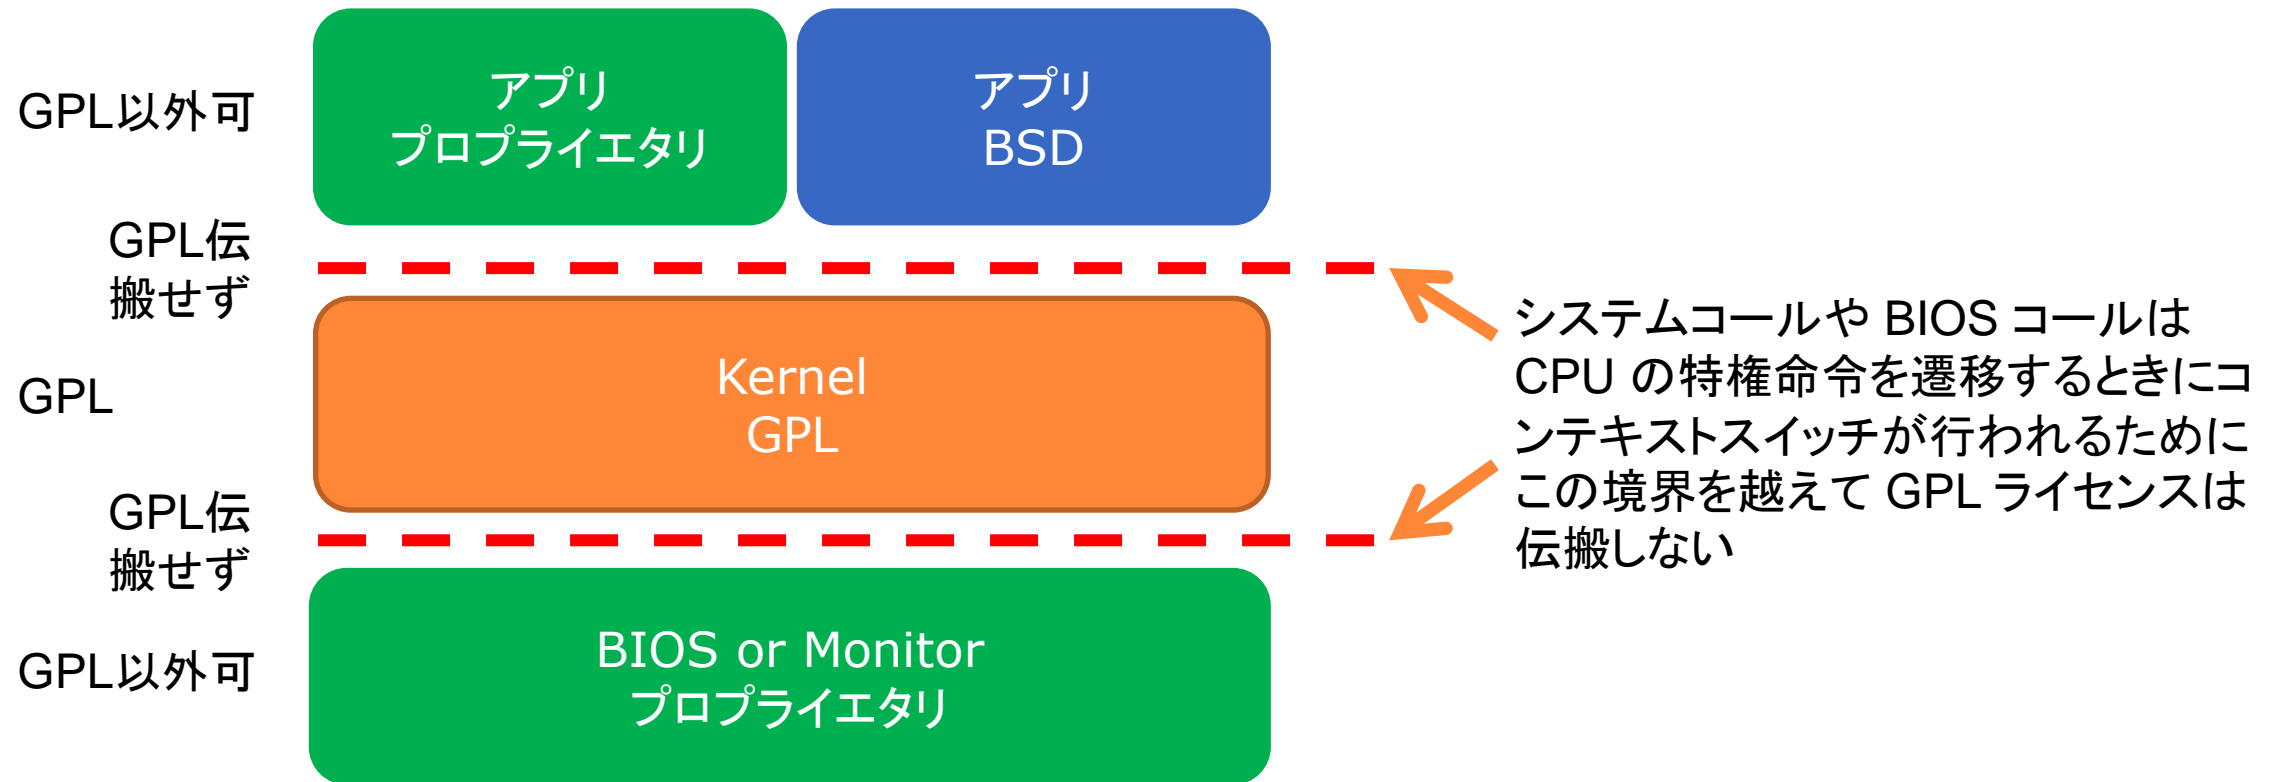 GPL以外可
アプリ
プロプライエタリ
アプリ
BSD
GPL伝
搬せず
GPL
Kernel
GPL
システムコールや BIOS コールは
CPU の特権命令を遷移するときにコ
ンテキストスイッチが行われるために
この境界を越えて GPL ライセンスは
伝搬しない
GPL伝
搬せず
GPL以外可
BIOS or Monitor
プロプライエタリ